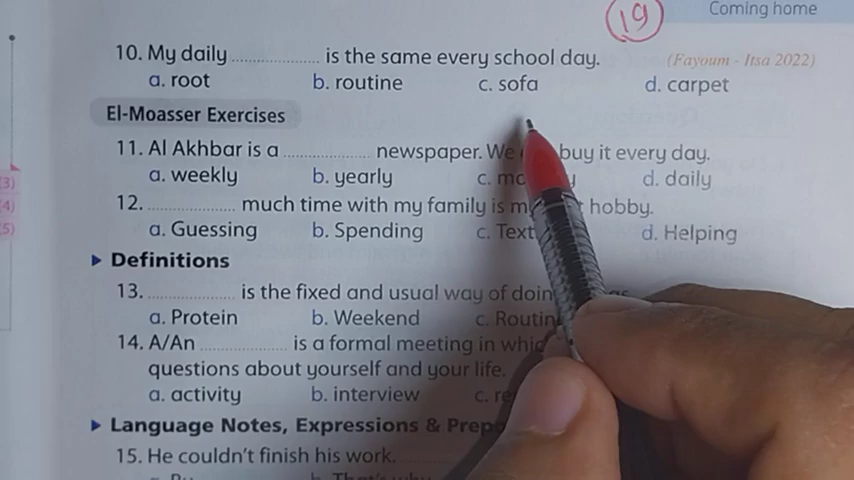 19
Coming home
10. My daily .................... is the same every school day. (Fayoum - Itsa 2022)
a. root b. routine c. sofa d. carpet
El-Moasser Exercises
11. Al Akhbar is a .................... newspaper. We buy it every day.
(3)
a. weekly b. yearly c. d. daily
(4)
12. .................... much time with my family is hobby.
(5)
a. Guessing b. Spending c. d. Helping
Definitions
13. .................... is the fixed and usual way of
a. Protein b. Weekend c.
14. A/An .................... is a formal meeting in
questions about yourself and your life.
a. activity b. interview c.
Language Notes, Expressions &
15. He couldn't finish his work.